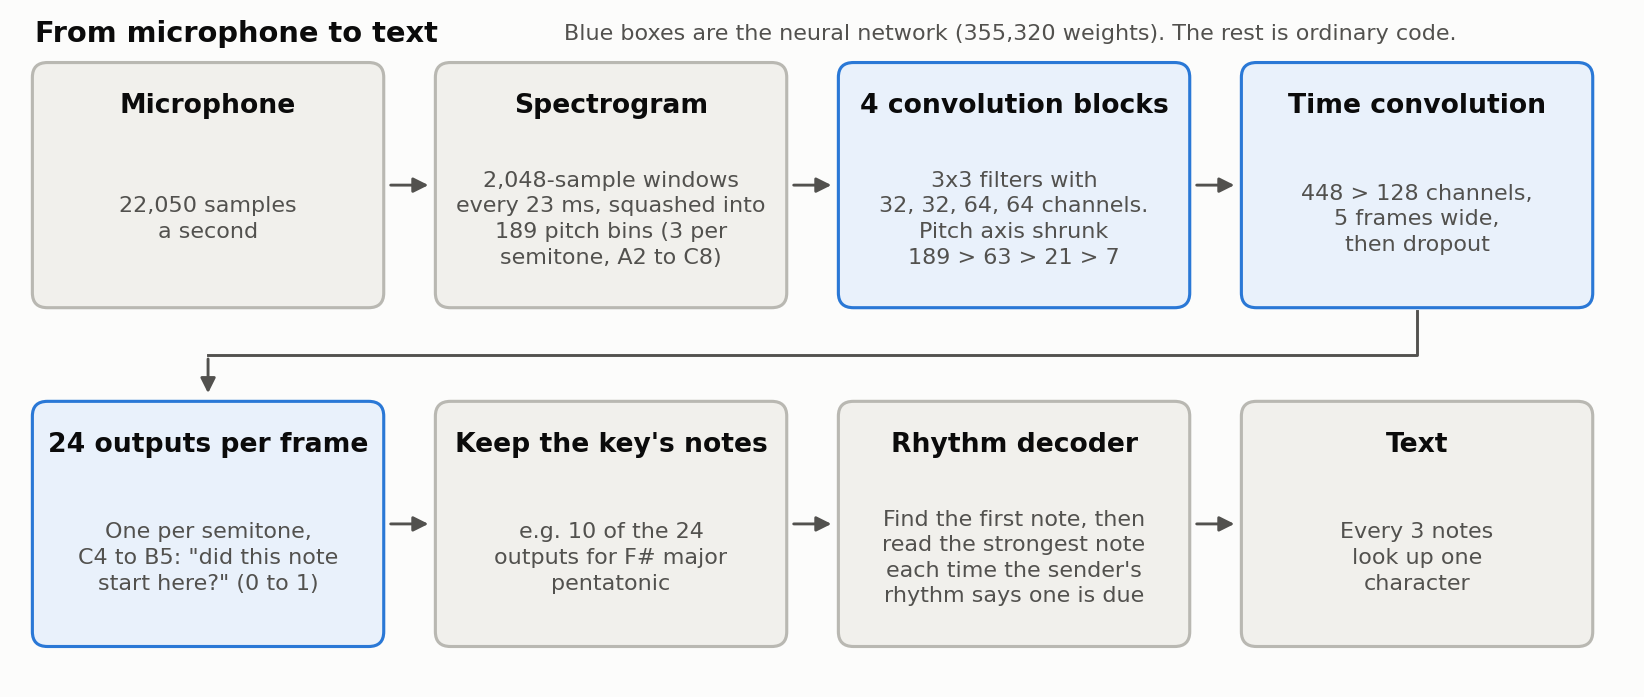 From microphone to text
Blue boxes are the neural network (355,320 weights). The rest is ordinary code.
Microphone
22,050 samples
a second
Spectrogram
2,048-sample windows
every 23 ms, squashed into
189 pitch bins (3 per
semitone, A2 to C8)
4 convolution blocks
3x3 filters with
32, 32, 64, 64 channels.
Pitch axis shrunk
189 > 63 > 21 > 7
Time convolution
448 > 128 channels,
5 frames wide,
then dropout
24 outputs per frame
One per semitone,
C4 to B5: "did this note
start here?" (0 to 1)
Keep the key's notes
e.g. 10 of the 24
outputs for F# major
pentatonic
Rhythm decoder
Find the first note, then
read the strongest note
each time the sender's
rhythm says one is due
Text
Every 3 notes
look up one
character